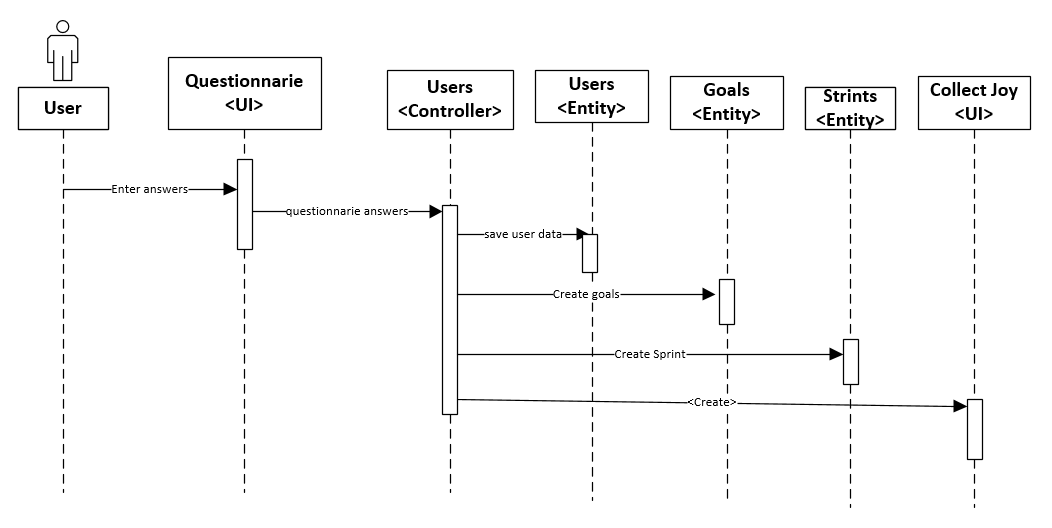 User
Questionnarie
<UI>
Users
<Controller>
Users
<Entity>
Goals
<Entity>
Strints
<Entity>
Collect Joy
<UI>
Enter answers
questionnarie answers
save user data
Create goals
Create Sprint
<Create>